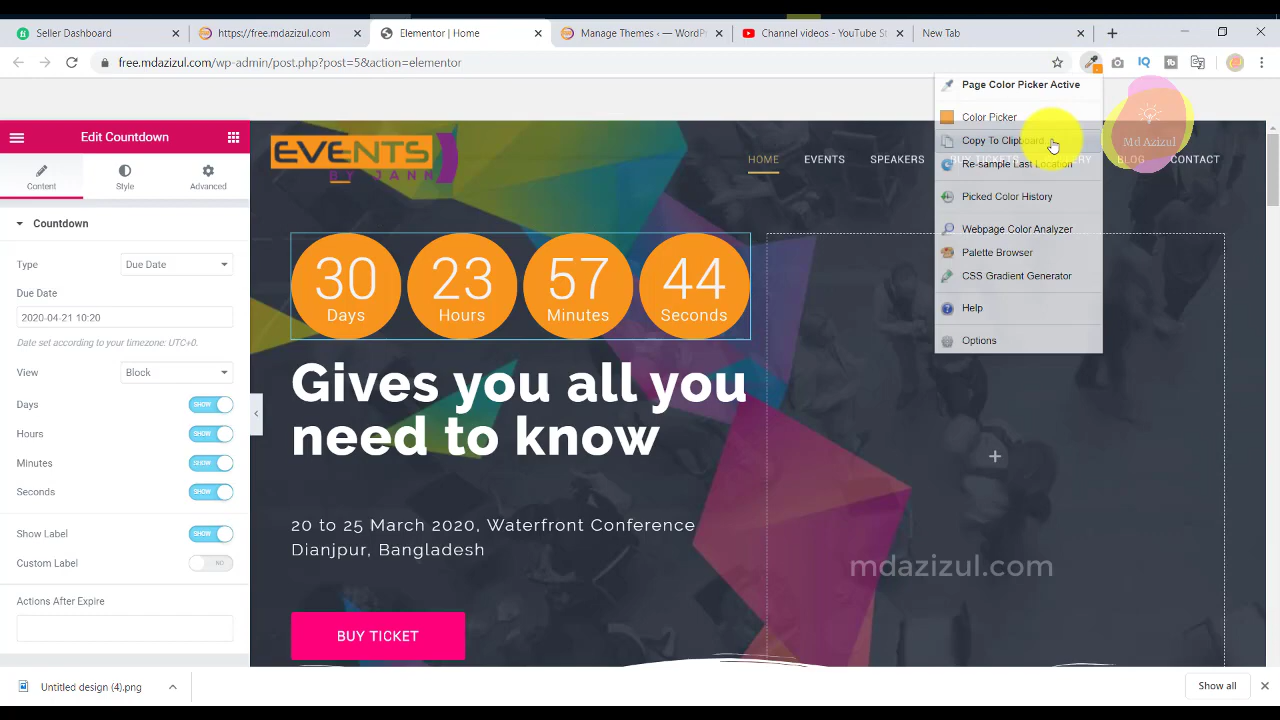 Seller Dashboard
https://free.mdazizul.com/
Elementor | Home
Manage Themes ‹ — WordPr
Channel videos - YouTube St
New Tab
free.mdazizul.com/wp-admin/post.php?post=5&action=elementor
IQ
Page Color Picker Active
Color Picker
Copy To Clipboard
Re-sample Last Location
Picked Color History
Webpage Color Analyzer
Palette Browser
CSS Gradient Generator
Help
Options
Md Azizul
Edit Countdown
Content
Style
Advanced
Countdown
Type
Due Date
Due Date
2020-04-21 10:20
Date set according to your timezone: UTC+0.
View
Block
Days
SHOW
Hours
SHOW
Minutes
SHOW
Seconds
SHOW
Show Label
SHOW
Custom Label
NO
Actions After Expire
EVENTS
BY JANN
HOME
EVENTS
SPEAKERS
BUY TICKETS
BLOG
CONTACT
30
23
57
44
Days
Hours
Minutes
Seconds
Gives you all you
need to know
20 to 25 March 2020, Waterfront Conference
Dianjpur, Bangladesh
BUY TICKET
mdazizul.com
Untitled design (4).png
Show all